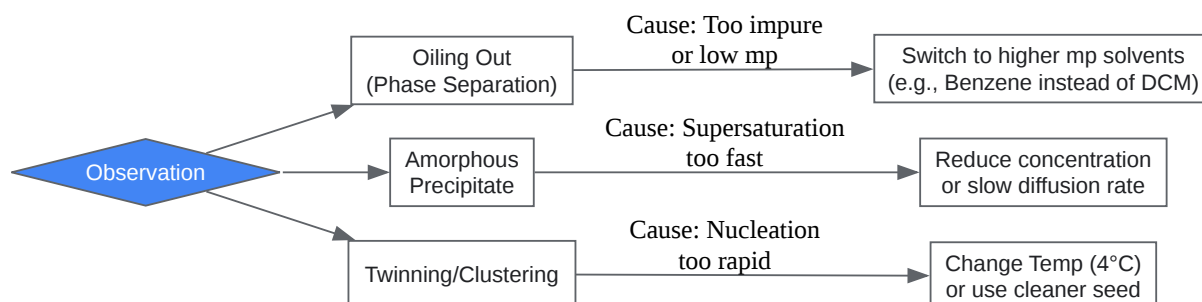 Observation
Oiling Out
(Phase Separation)
Cause: Too impure
or low mp
Switch to higher mp solvents
(e.g., Benzene instead of DCM)
Amorphous
Precipitate
Cause: Supersaturation
too fast
Reduce concentration
or slow diffusion rate
Twinning/Clustering
Cause: Nucleation
too rapid
Change Temp (4°C)
or use cleaner seed